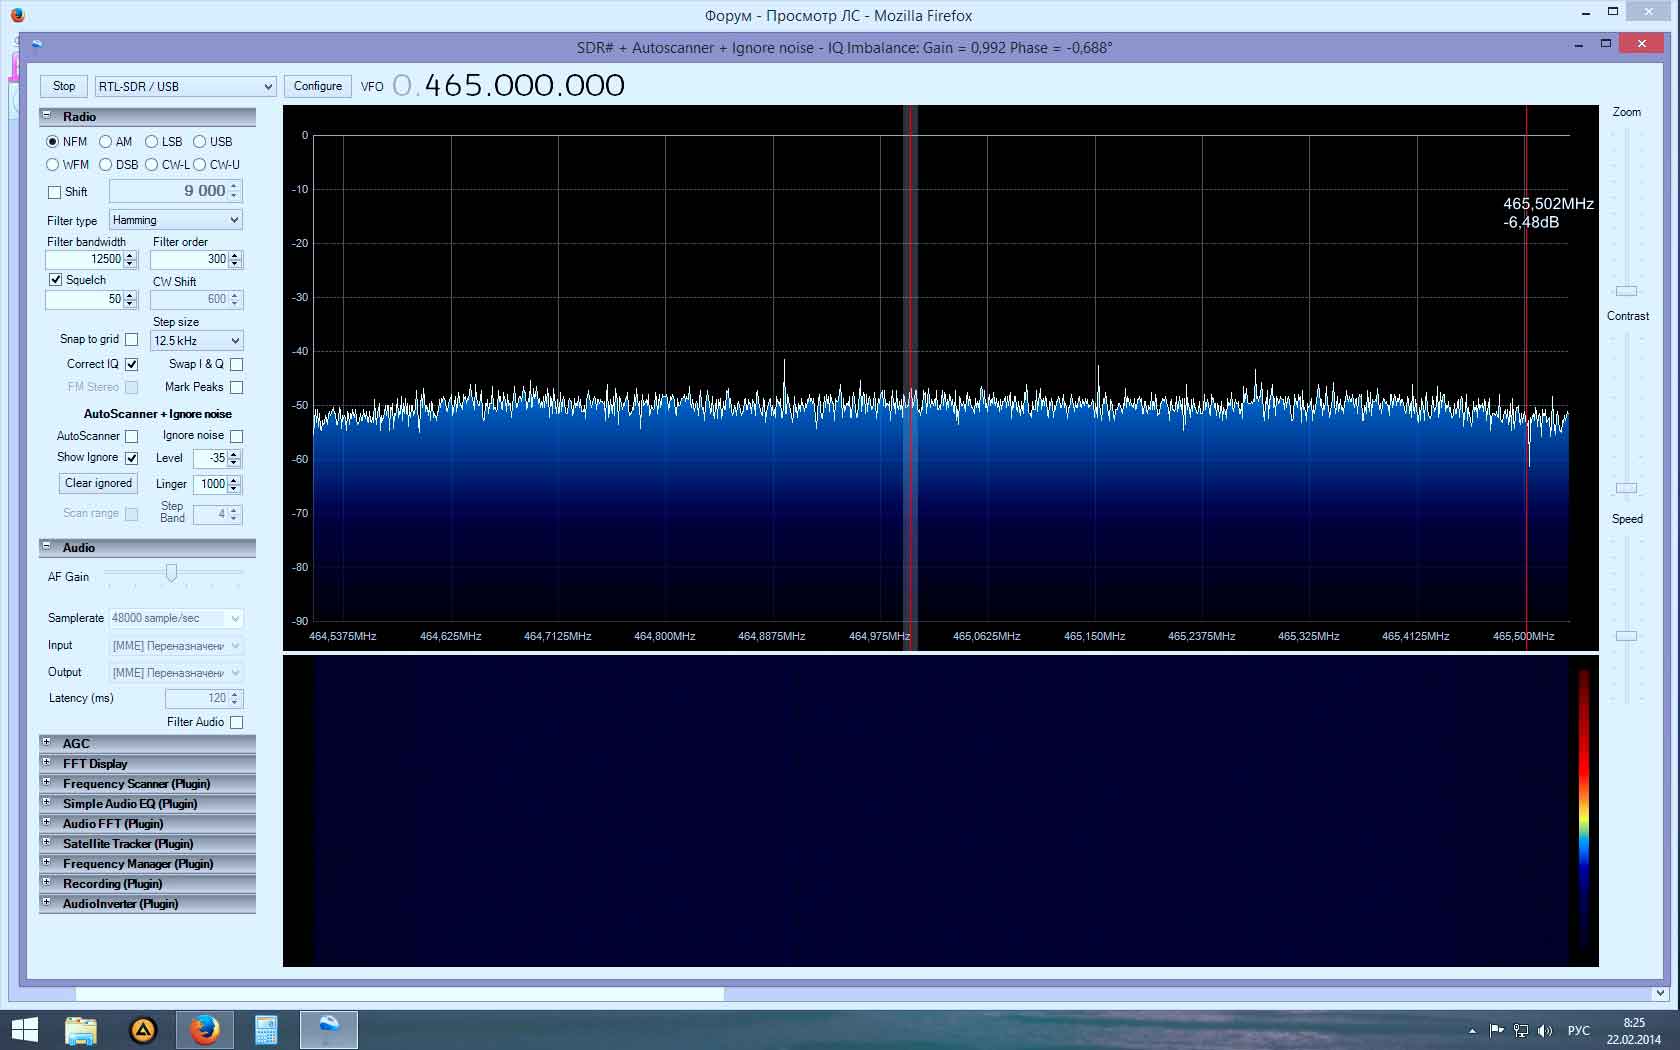 Форум - Просмотр ЛС - Mozilla Firefox
SDR# + Autoscanner + Ignore noise - IQ Imbalance: Gain = 0,992 Phase = -0,688°
Stop RTL-SDR / USB Configure VFO 0.465.000.000
Radio
NFM AM LSB USB
WFM DSB CW-L CW-U
Shift 9 000
Filter type Hamming
Filter bandwidth Filter order
12500 300
Squelch CW Shift
50 600
Step size
Snap to grid 12.5 kHz
Correct IQ Swap I & Q
FM Stereo Mark Peaks
AutoScanner + Ignore noise
AutoScanner Ignore noise
Show Ignore Level -35
Clear ignored Linger 1000
Scan range Step Band 4
Audio
AF Gain
Samplerate 48000 sample/sec
Input [MME] Переназначени
Output [MME] Переназначени
Latency (ms) 120
Filter Audio
AGC
FFT Display
Frequency Scanner (Plugin)
Simple Audio EQ (Plugin)
Audio FFT (Plugin)
Satellite Tracker (Plugin)
Frequency Manager (Plugin)
Recording (Plugin)
AudioInverter (Plugin)
0
-10
-20
-30
-40
-50
-60
-70
-80
-90
465,502MHz
-6,48dB
464,5375MHz 464,625MHz 464,7125MHz 464,800MHz 464,8875MHz 464,975MHz 465,0625MHz 465,150MHz 465,2375MHz 465,325MHz 465,4125MHz 465,500MHz
Zoom
Contrast
Speed
РУС
8:25
22.02.2014